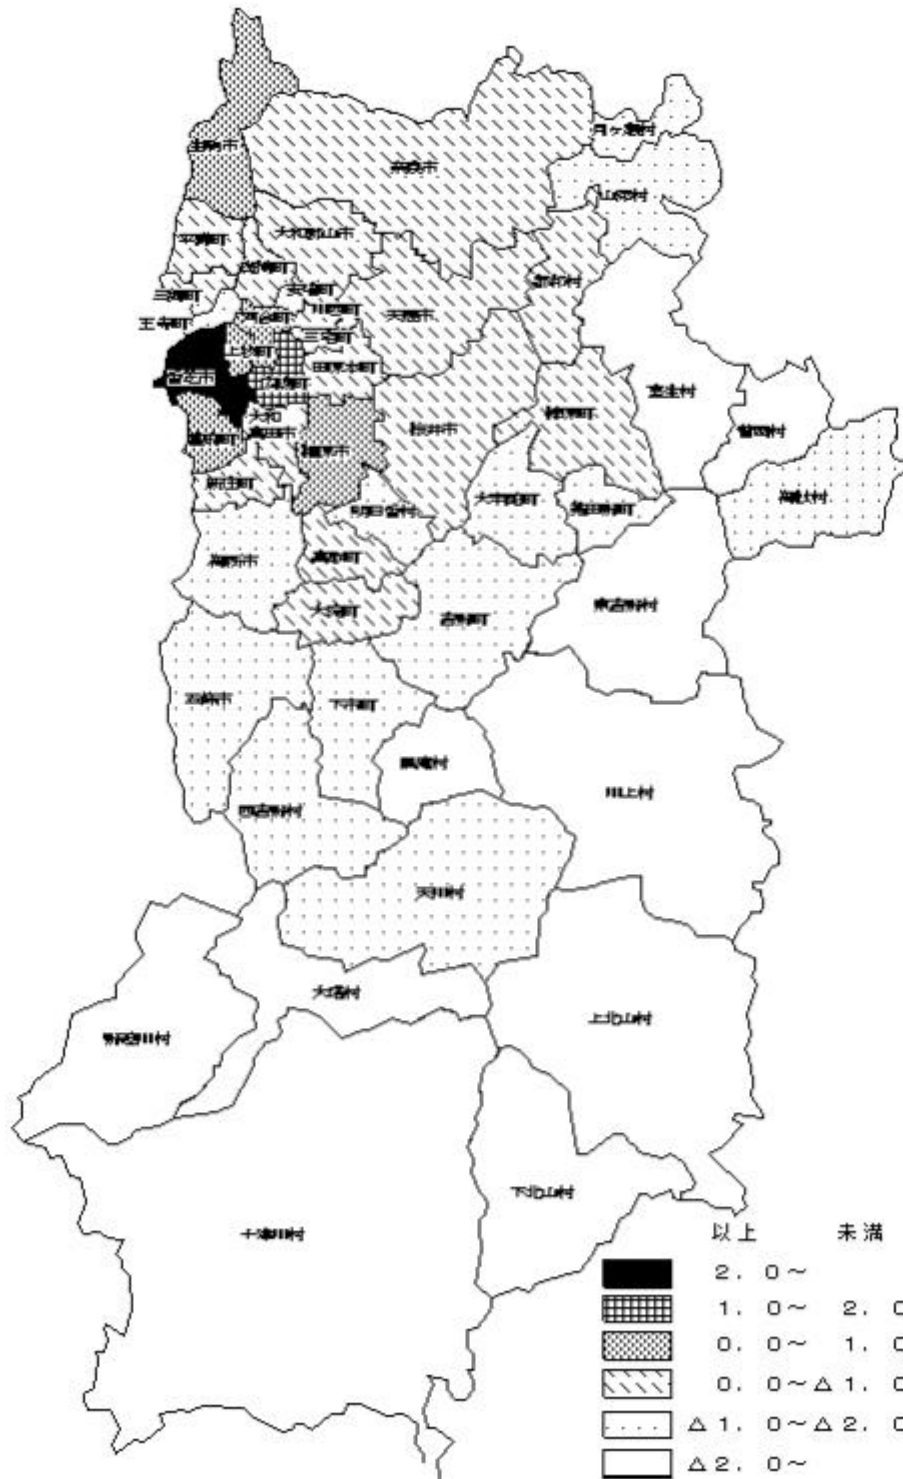 月ヶ瀬村
生駒市
奈良市
山添村
平群町
大和郡山市
斑鳩町
都祁村
三郷町
安堵町
王寺町
河合町
川西町
天理市
三宅町
上牧町
田原本町
香芝市
広陵町
室生村
大和
高田市
榛原町
曽爾村
當麻町
橿原市
桜井市
新庄町
明日香村
大宇陀町
菟田野町
御杖村
御所市
高取町
大淀町
吉野町
東吉野村
五條市
下市町
黒滝村
川上村
西吉野村
天川村
大塔村
上北山村
野迫川村
下北山村
十津川村
以上 未満
2.0~
1.0~ 2.0
0.0~ 1.0
0.0~△1.0
△1.0~△2.0
△2.0~